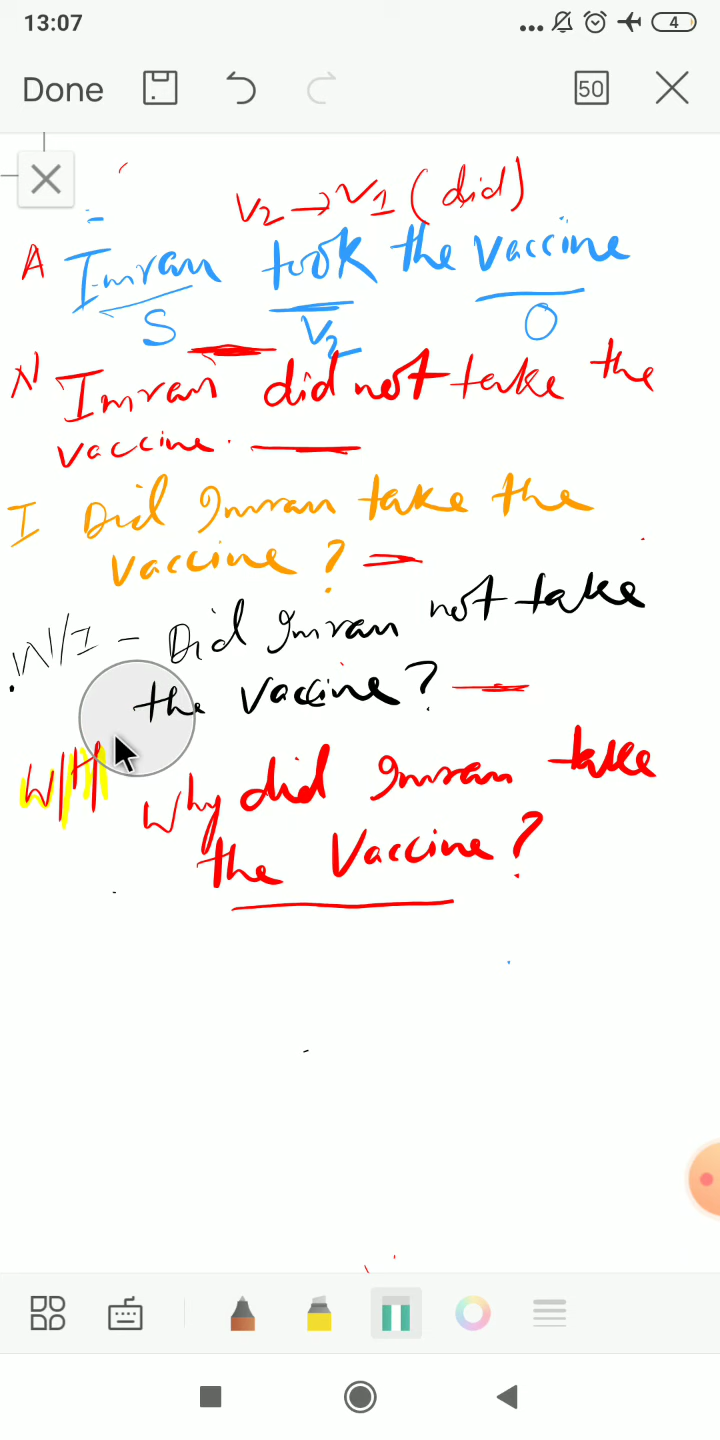 13:07
4
Done
50
V2 → V1 (did)
A Imran took the vaccine
S V2 O
N Imran did not take the
vaccine.
I Did Imran take the
vaccine?
N/I - Did Imran not take
the vaccine?
W/H Why did Imran take
the Vaccine?